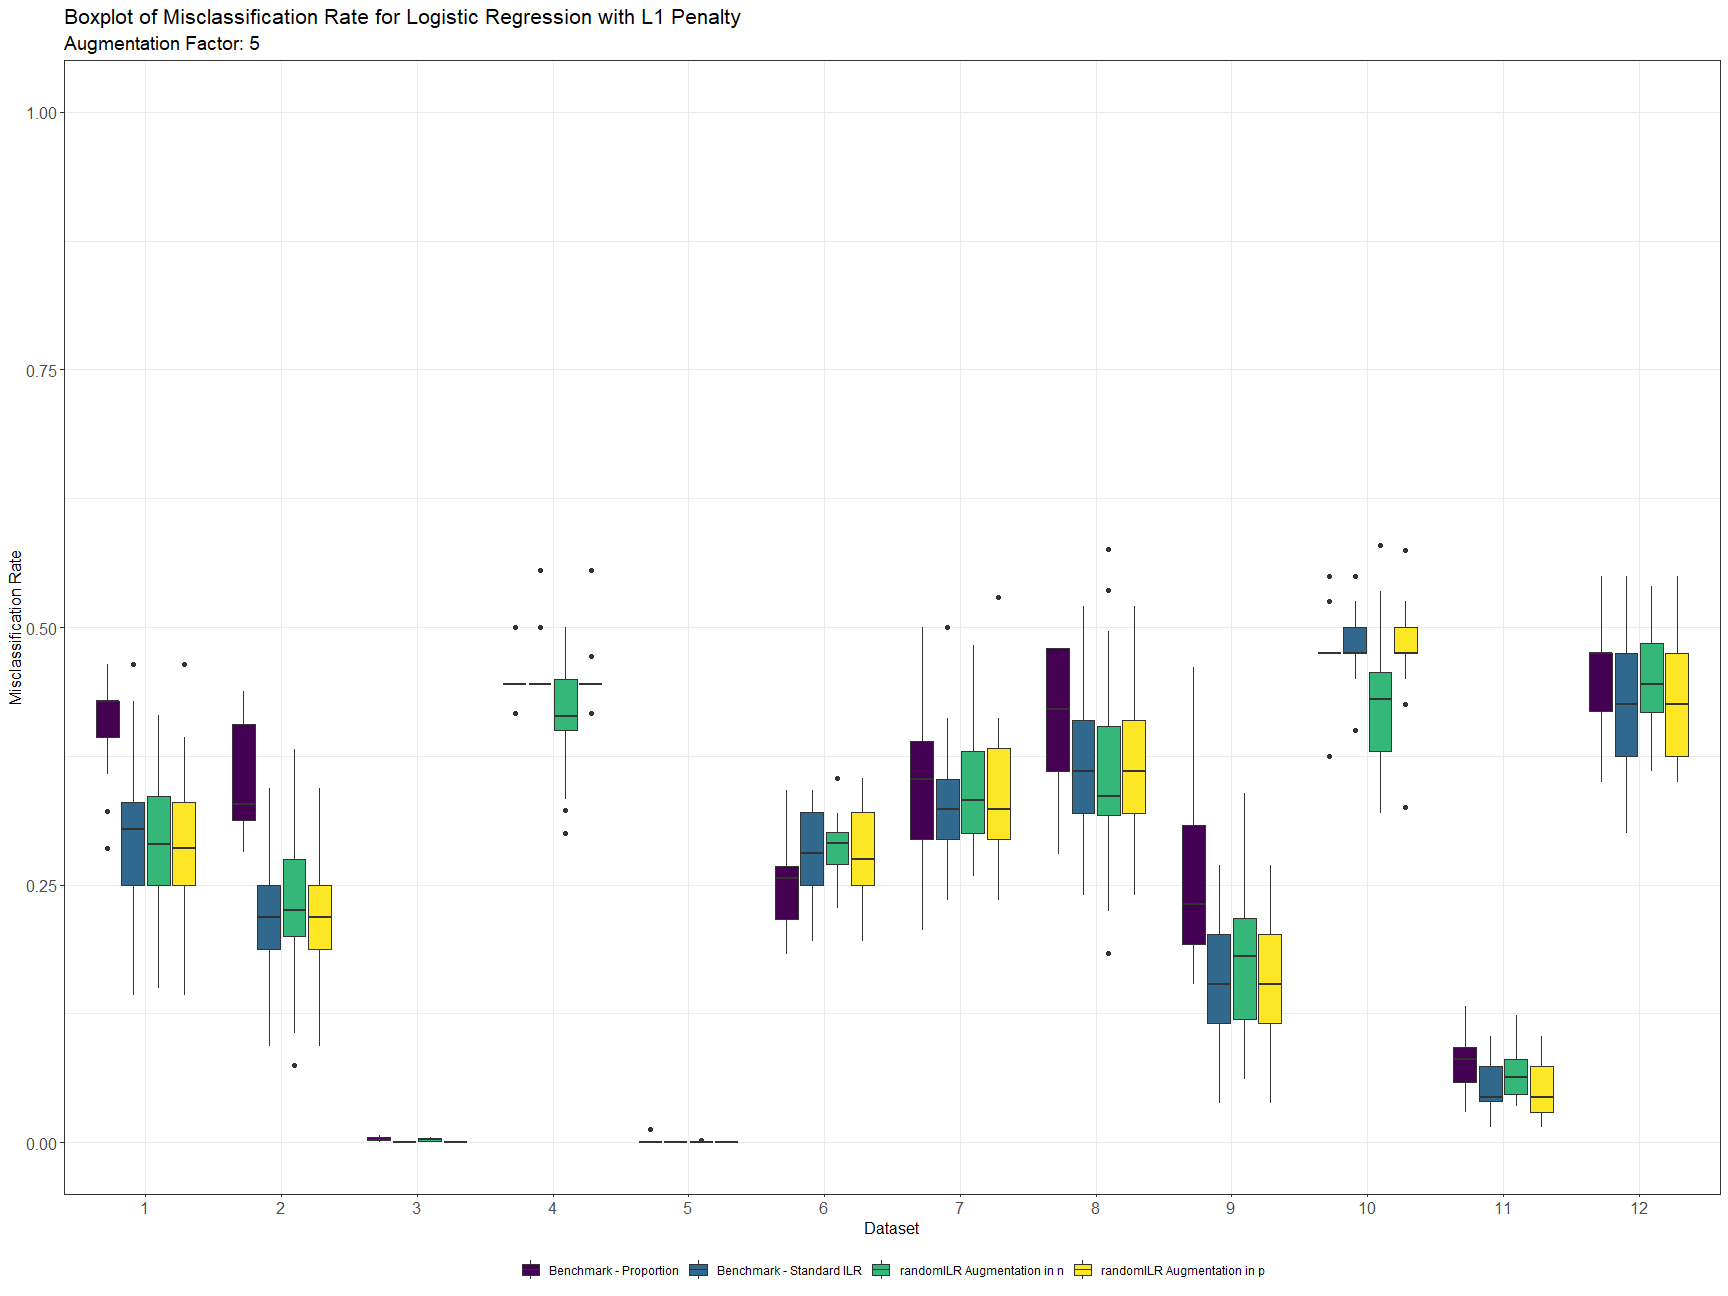 Boxplot of Misclassification Rate for Logistic Regression with L1 Penalty
Augmentation Factor: 5
1.00
0.75
0.50
0.25
0.00
Misclassification Rate
1 2 3 4 5 6 7 8 9 10 11 12
Dataset
Benchmark - Proportion Benchmark - Standard ILR randomILR Augmentation in n randomILR Augmentation in p